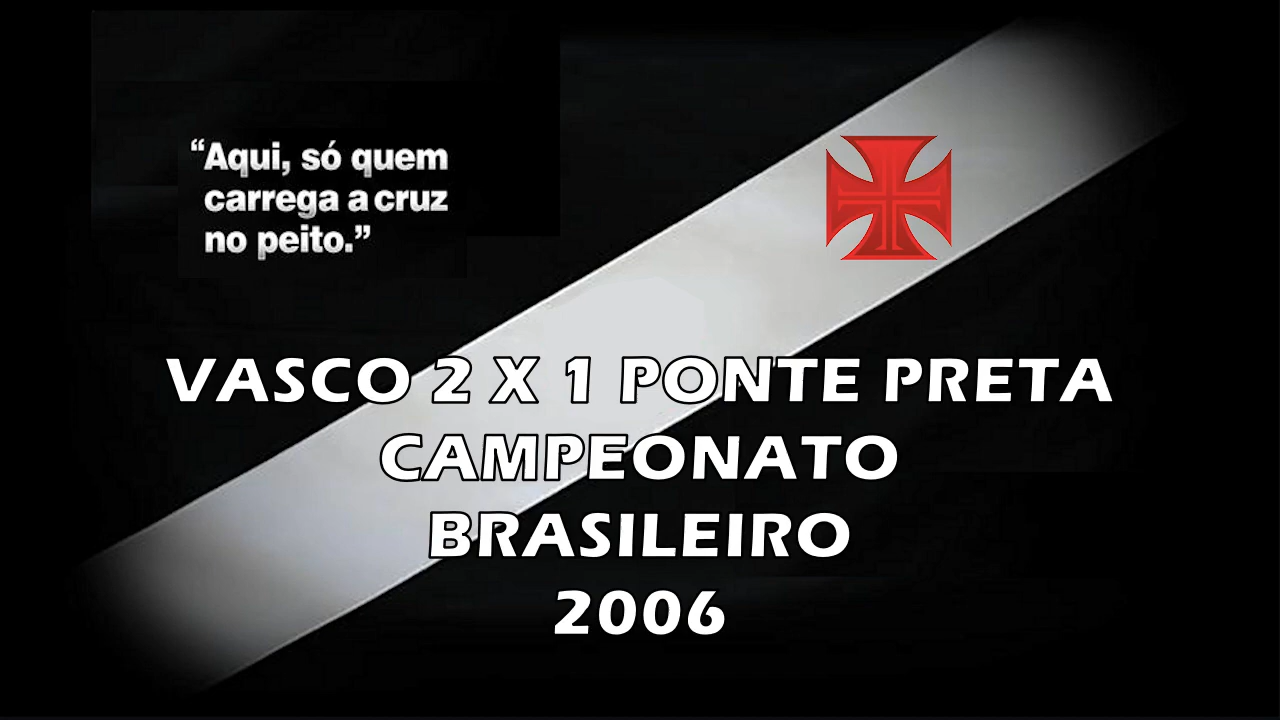 “Aqui, só quem
carrega a cruz
no peito.”
VASCO 2 X 1 PONTE PRETA
CAMPEONATO
BRASILEIRO
2006